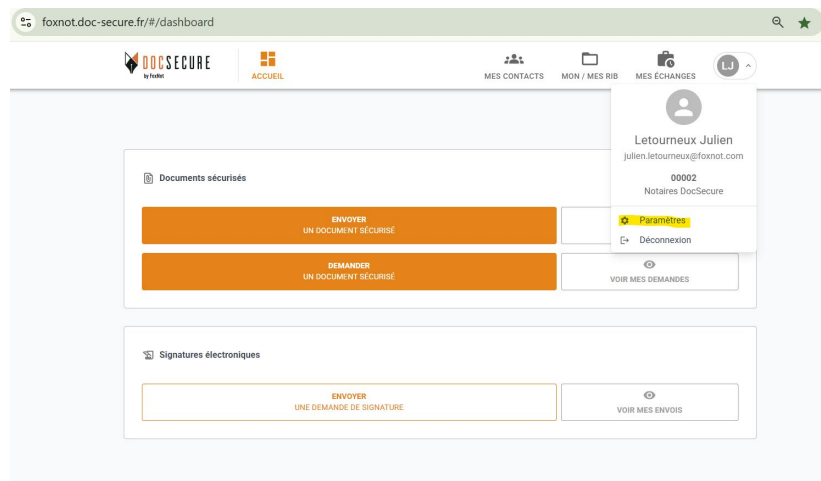 foxnot.doc-secure.fr/#/dashboard
DOCSECURE
by FoxNot
ACCUEIL
MES CONTACTS
MON / MES RIB
MES ÉCHANGES
LJ
Letourneux Julien
julien.letourneux@foxnot.com
00002
Notaires DocSecure
Paramètres
Déconnexion
Documents sécurisés
ENVOYER
UN DOCUMENT SÉCURISÉ
DEMANDER
UN DOCUMENT SÉCURISÉ
VOIR MES DEMANDES
Signatures électroniques
ENVOYER
UNE DEMANDE DE SIGNATURE
VOIR MES ENVOIS